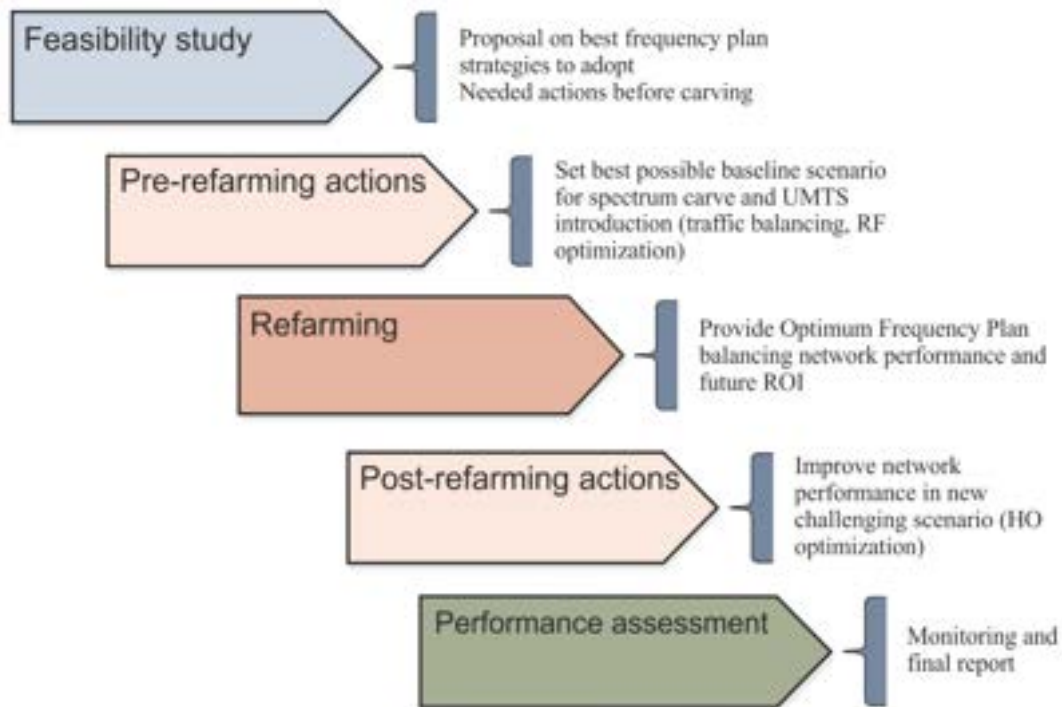 Feasibility study
Proposal on best frequency plan
strategies to adopt
Needed actions before carving
Pre-refarming actions
Set best possible baseline scenario
for spectrum carve and UMTS
introduction (traffic balancing, RF
optimization)
Refarming
Provide Optimum Frequency Plan
balancing network performance and
future ROI
Post-refarming actions
Improve network
performance in new
challenging scenario (HO
optimization)
Performance assessment
Monitoring and
final report